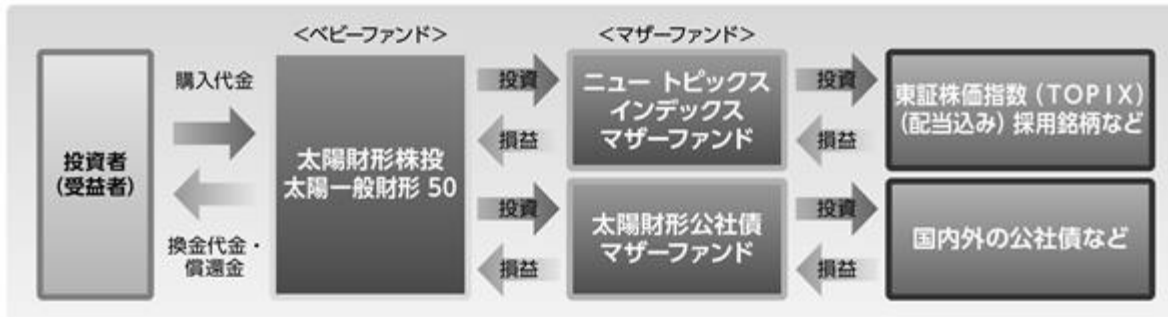 <ベビーファンド>
<マザーファンド>
購入代金
投資者
(受益者)
換金代金・
償還金
太陽財形株投
太陽一般財形 50
投資
損益
ニュー トピックス
インデックス
マザーファンド
投資
損益
東証株価指数(TOPIX)
(配当込み)採用銘柄など
投資
損益
太陽財形公社債
マザーファンド
投資
損益
国内外の公社債など